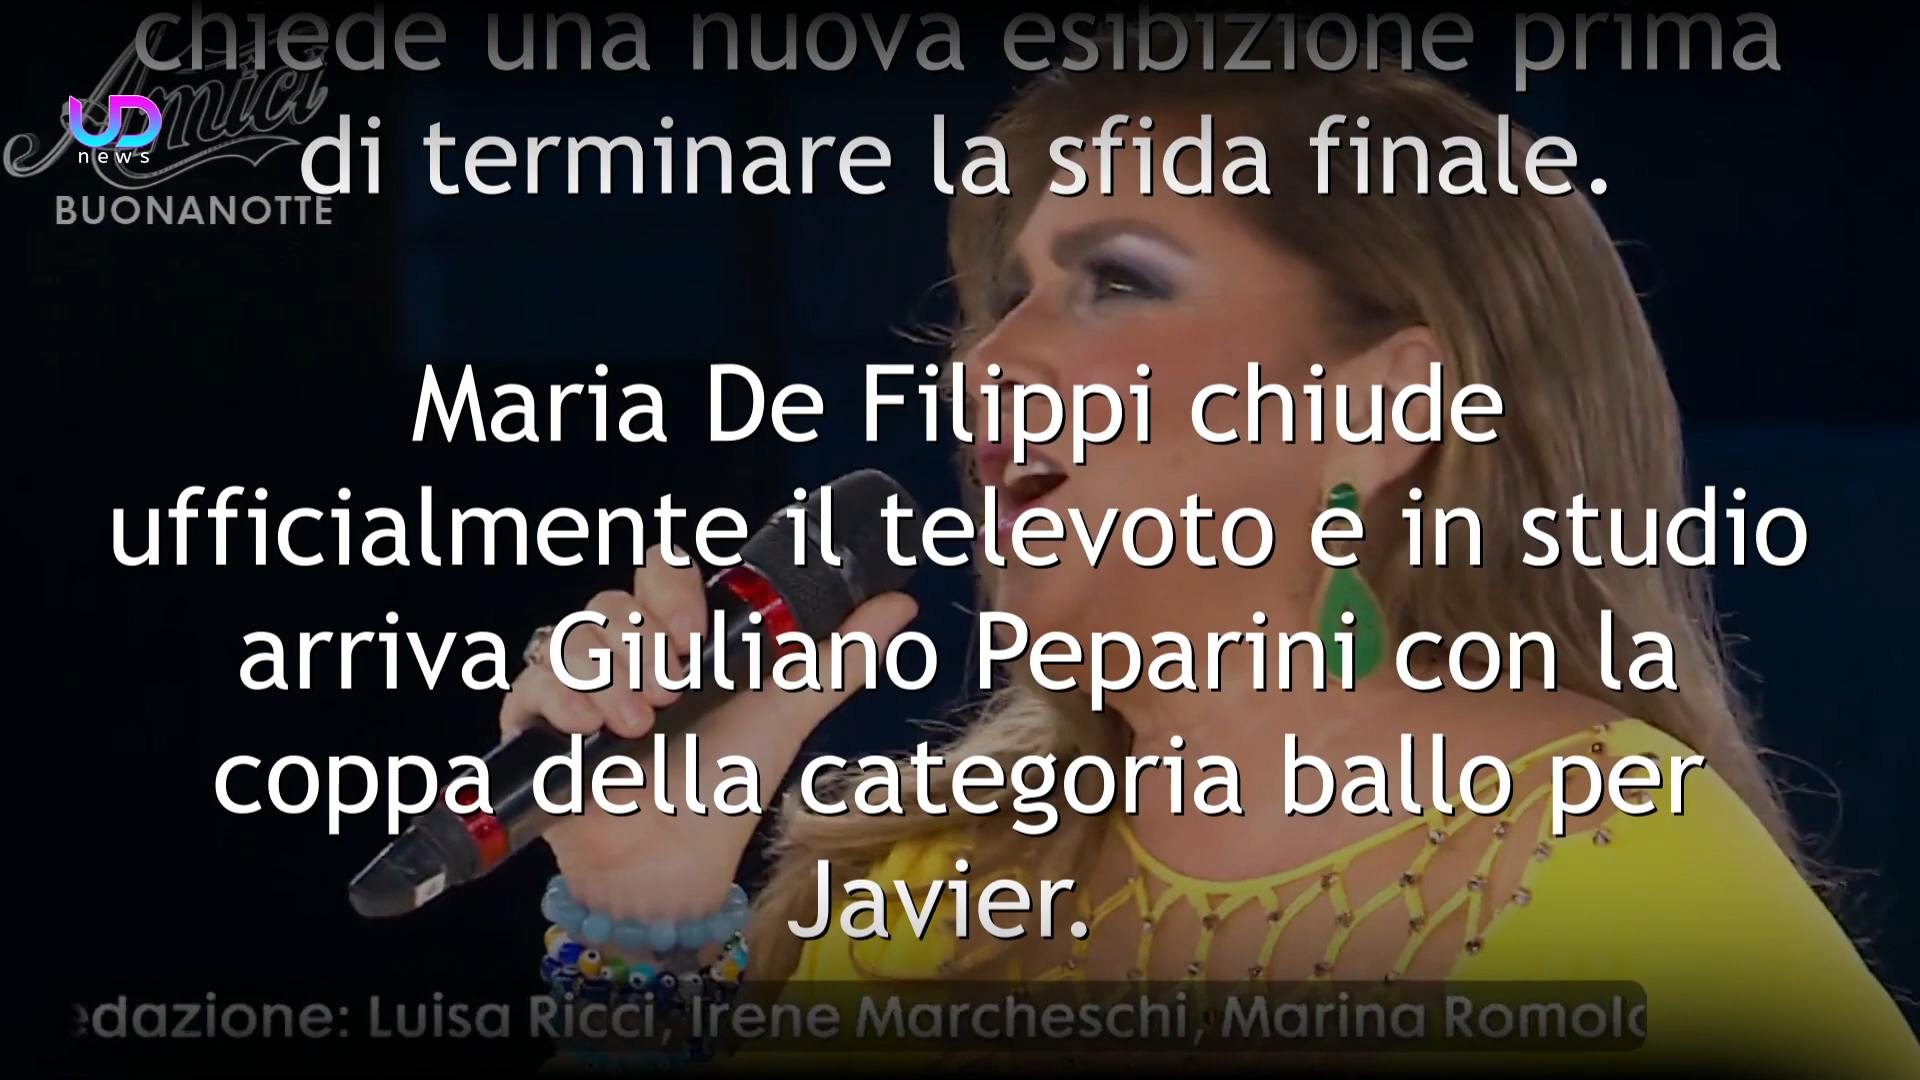 chiede una nuova esibizione prima
di terminare la sfida finale.
Amici
UD
news
BUONANOTTE
Maria De Filippi chiude
ufficialmente il televoto e in studio
arriva Giuliano Peparini con la
coppa della categoria ballo per
Javier.
edazione: Luisa Ricci, Irene Marcheschi, Marina Romolo